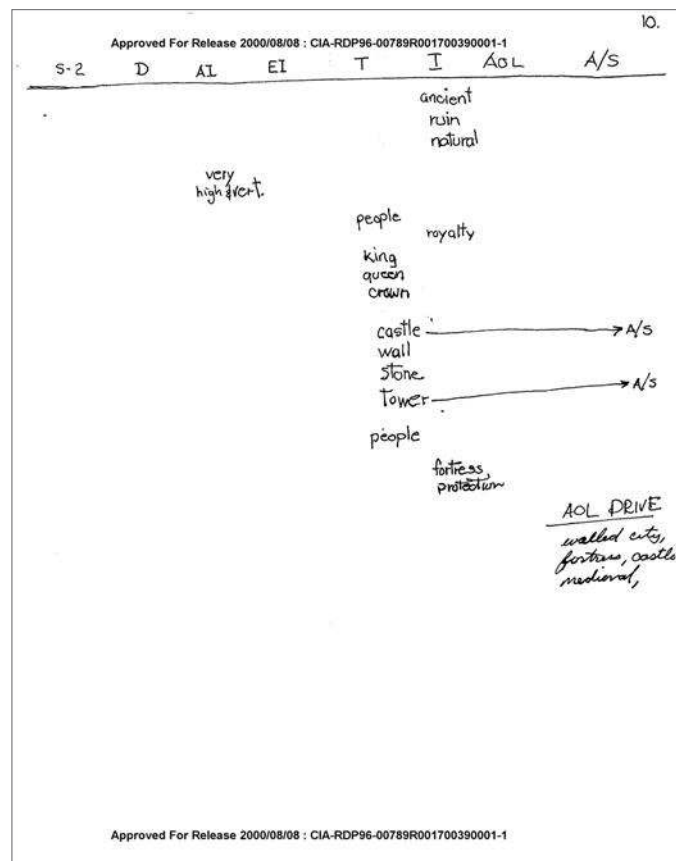 10.
Approved For Release 2000/08/08 : CIA-RDP96-00789R001700390001-1
S-2 D AI EI T I AOL A/S
ancient
ruin
natural
very
high & vert.
people
royalty
king
queen
crown
castle → A/S
wall
stone
tower → A/S
people
fortress,
protection
AOL DRIVE
walled city,
fortress, castle
medieval,
Approved For Release 2000/08/08 : CIA-RDP96-00789R001700390001-1